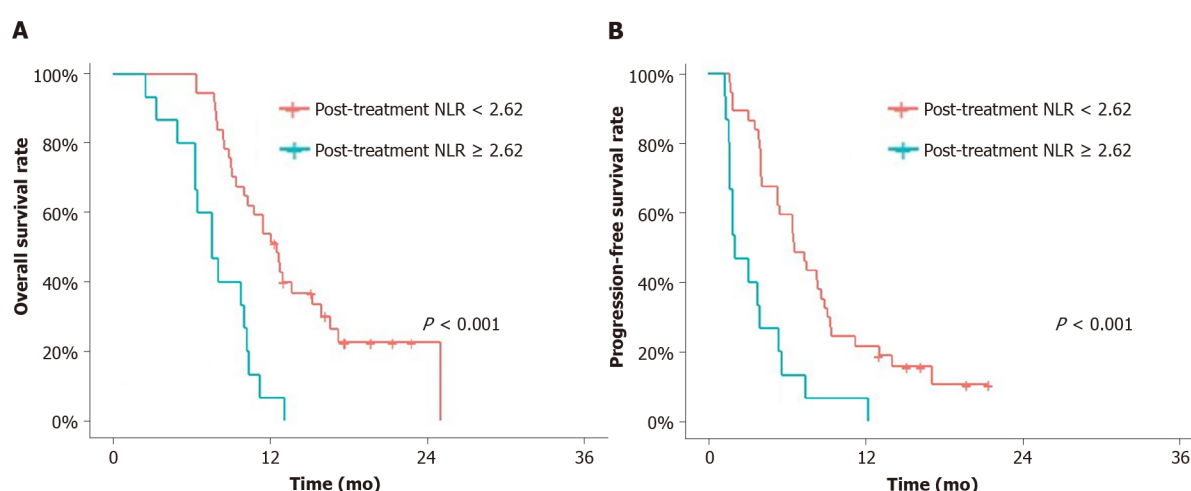 A
Overall survival rate
100%
80%
60%
40%
20%
0%
Post-treatment NLR < 2.62
Post-treatment NLR ≥ 2.62
P < 0.001
0 12 24 36
Time (mo)
B
Progression-free survival rate
100%
80%
60%
40%
20%
0%
Post-treatment NLR < 2.62
Post-treatment NLR ≥ 2.62
P < 0.001
0 12 24 36
Time (mo)